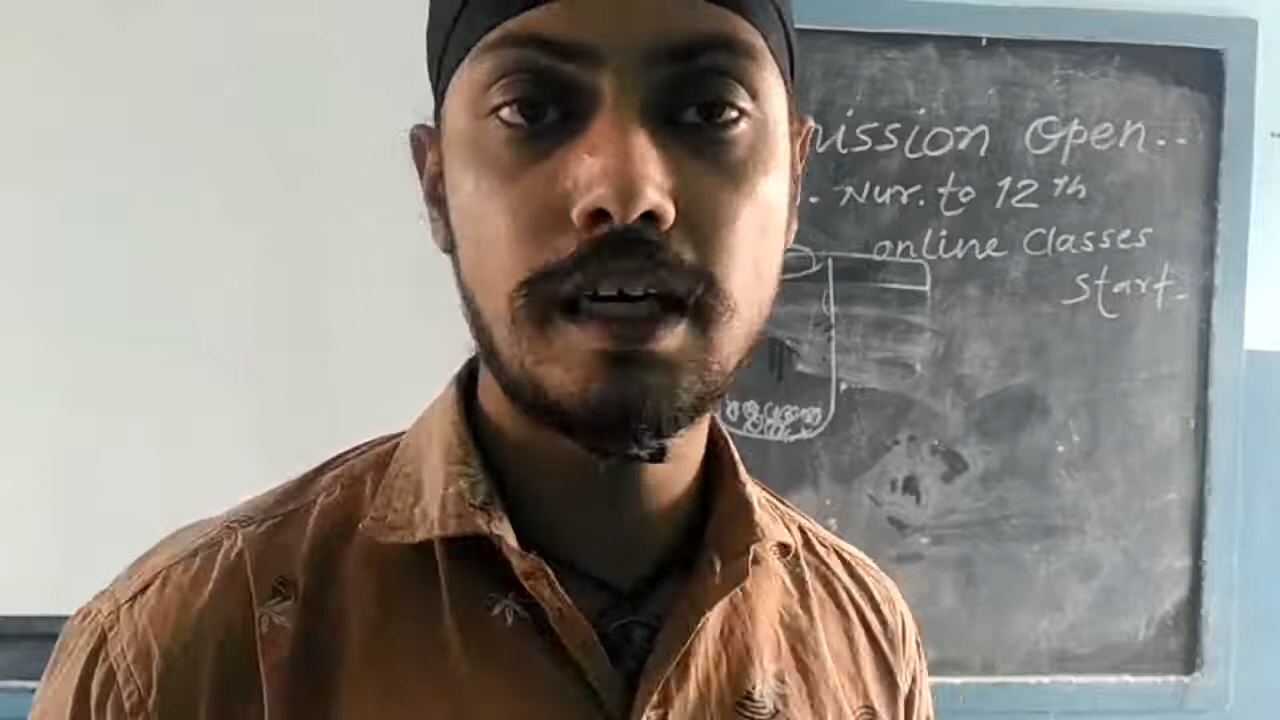 mission Open..
. Nur. to 12th
online Classes
start.